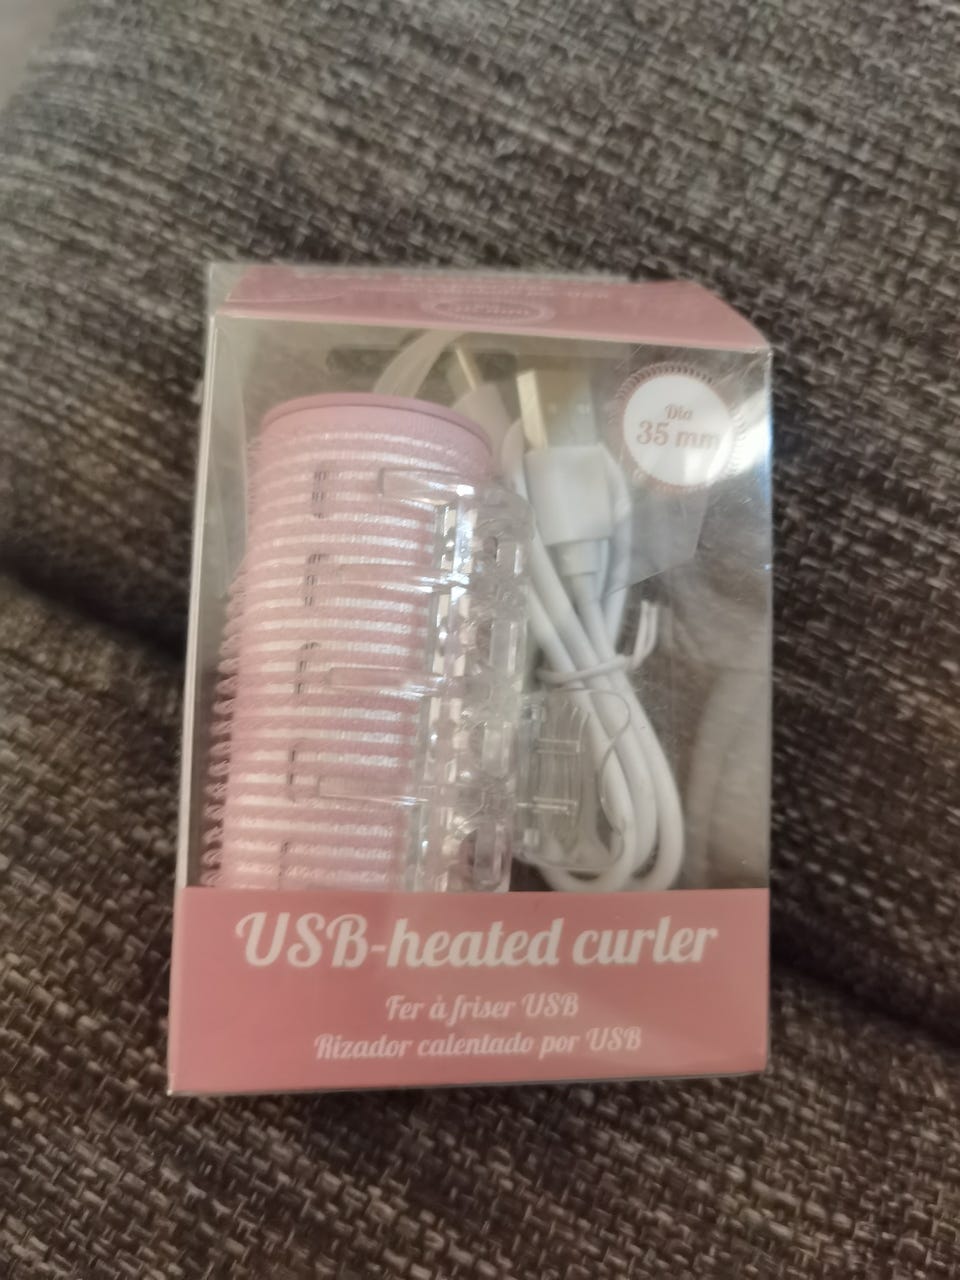 Dia
35 mm
USB-heated curler
Fer à friser USB
Rizador calentado por USB